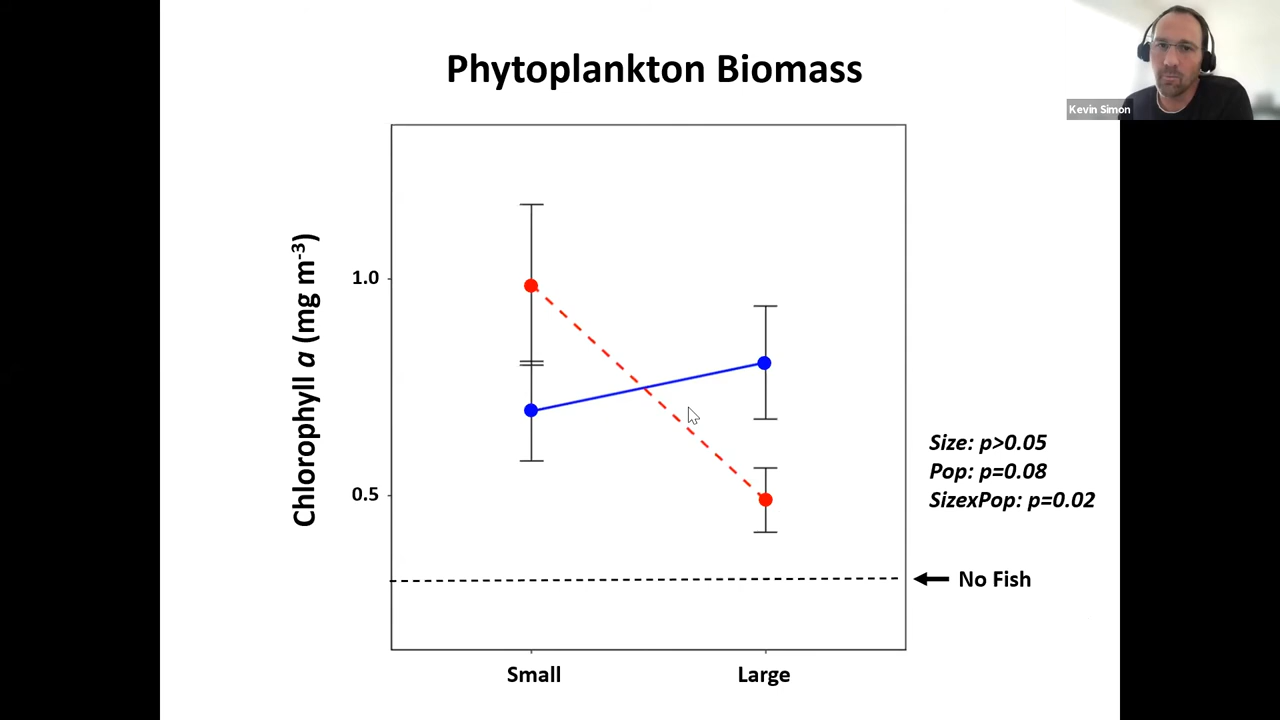 Phytoplankton Biomass
Kevin Simon
Chlorophyll a (mg m-3)
1.0
0.5
Size: p>0.05
Pop: p=0.08
SizexPop: p=0.02
No Fish
Small
Large